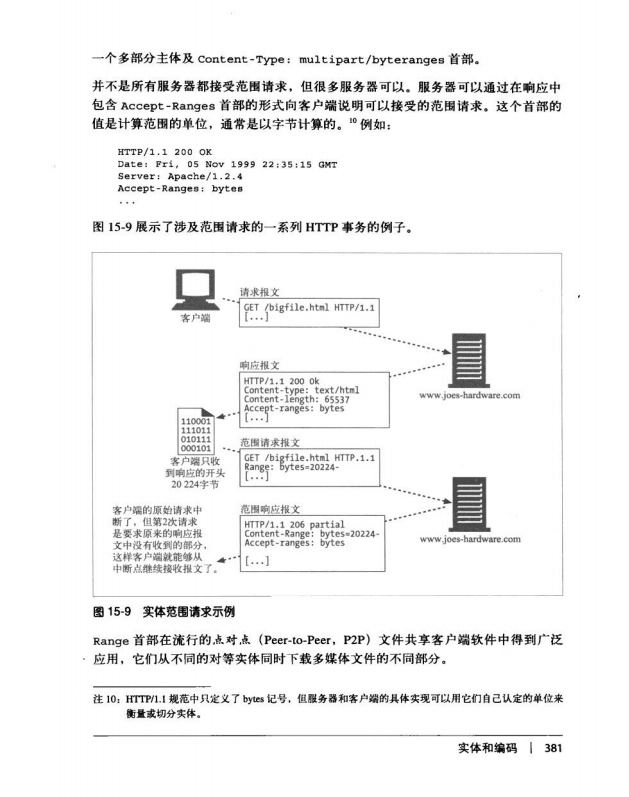 一个多部分主体及 Content-Type: multipart/byteranges 首部。
并不是所有服务器都接受范围请求，但很多服务器可以。服务器可以通过在响应中
包含 Accept-Ranges 首部的形式向客户端说明可以接受的范围请求。这个首部的
值是计算范围的单位，通常是以字节计算的。10 例如：
HTTP/1.1 200 OK
Date: Fri, 05 Nov 1999 22:35:15 GMT
Server: Apache/1.2.4
Accept-Ranges: bytes
...
图 15-9 展示了涉及范围请求的一系列 HTTP 事务的例子。
客户端
请求报文
GET /bigfile.html HTTP/1.1
[...]
www.joes-hardware.com
响应报文
HTTP/1.1 200 Ok
Content-type: text/html
Content-length: 65537
Accept-ranges: bytes
[...]
110001
111011
010111
000101
客户端只收
到响应的开头
20 224字节
范围请求报文
GET /bigfile.html HTTP.1.1
Range: bytes=20224-
[...]
www.joes-hardware.com
客户端的原始请求中
断了，但第2次请求
是要求原来的响应报
文中没有收到的部分，
这样客户端就能够从
中断点继续接收报文了。
范围响应报文
HTTP/1.1 206 partial
Content-Range: bytes=20224-
Accept-ranges: bytes
[...]
图 15-9 实体范围请求示例
Range 首部在流行的点对点（Peer-to-Peer，P2P）文件共享客户端软件中得到广泛
应用，它们从不同的对等实体同时下载多媒体文件的不同部分。
注 10：HTTP/1.1 规范中只定义了 bytes 记号，但服务器和客户端的具体实现可以用它们自己认定的单位来
衡量或切分实体。
实体和编码 | 381